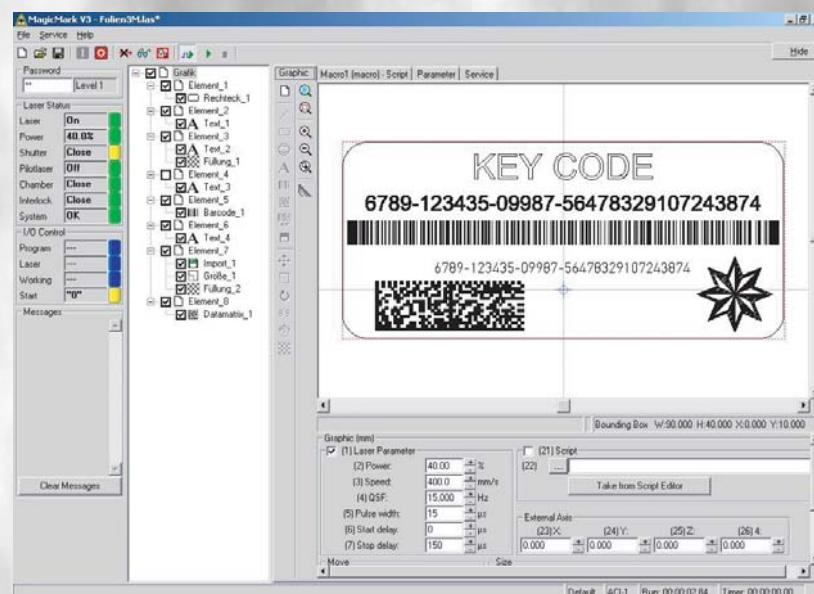 MagicMark V3 - Folien3M.las*
File Service Help
Hide
Password
** Level 1
Laser Status
Laser On
Power 40.0%
Shutter Close
Pilotlaser Off
Chamber Close
Interlock Close
System OK
I/O Control
Program ---
Laser ---
Working ---
Start "0"
Messages
Clear Messages
Grafik
Element_1
Rechteck_1
Element_2
Text_1
Element_3
Text_2
Füllung_1
Element_4
Text_3
Element_5
Barcode_1
Element_6
Text_4
Element_7
Import_1
Größe_1
Füllung_2
Element_8
Datamatrix_1
Graphic Macro1 (macro) - Script Parameter Service
KEY CODE
6789-123435-09987-56478329107243874
6789-123435-09987-56478329107243874
Bounding Box W:90.000 H:40.000 X:0.000 Y:10.000
Graphic (mm)
(1) Laser Parameter
(2) Power: 40.00 %
(3) Speed: 400.0 mm/s
(4) QSF: 15.000 Hz
(5) Pulse width: 15 µs
(6) Start delay: 0 µs
(7) Stop delay: 150 µs
Move Size
(21) Script
(22) ...
Take from Script Editor
External Axis
(23) X: (24) Y: (25) Z: (26) 4:
0.000 0.000 0.000 0.000
Default ACI-1 Run: 00:00:02.84 Timer: 00:00:00.00